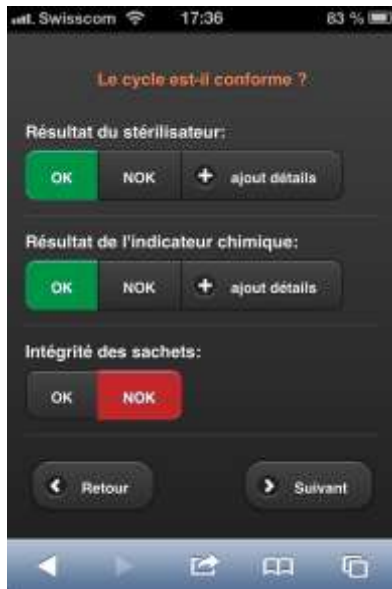 Swisscom 17:36 83 %
Le cycle est-il conforme ?
Résultat du stérilisateur:
OK NOK + ajout détails
Résultat de l'indicateur chimique:
OK NOK + ajout détails
Intégrité des sachets:
OK NOK
Retour Suivant